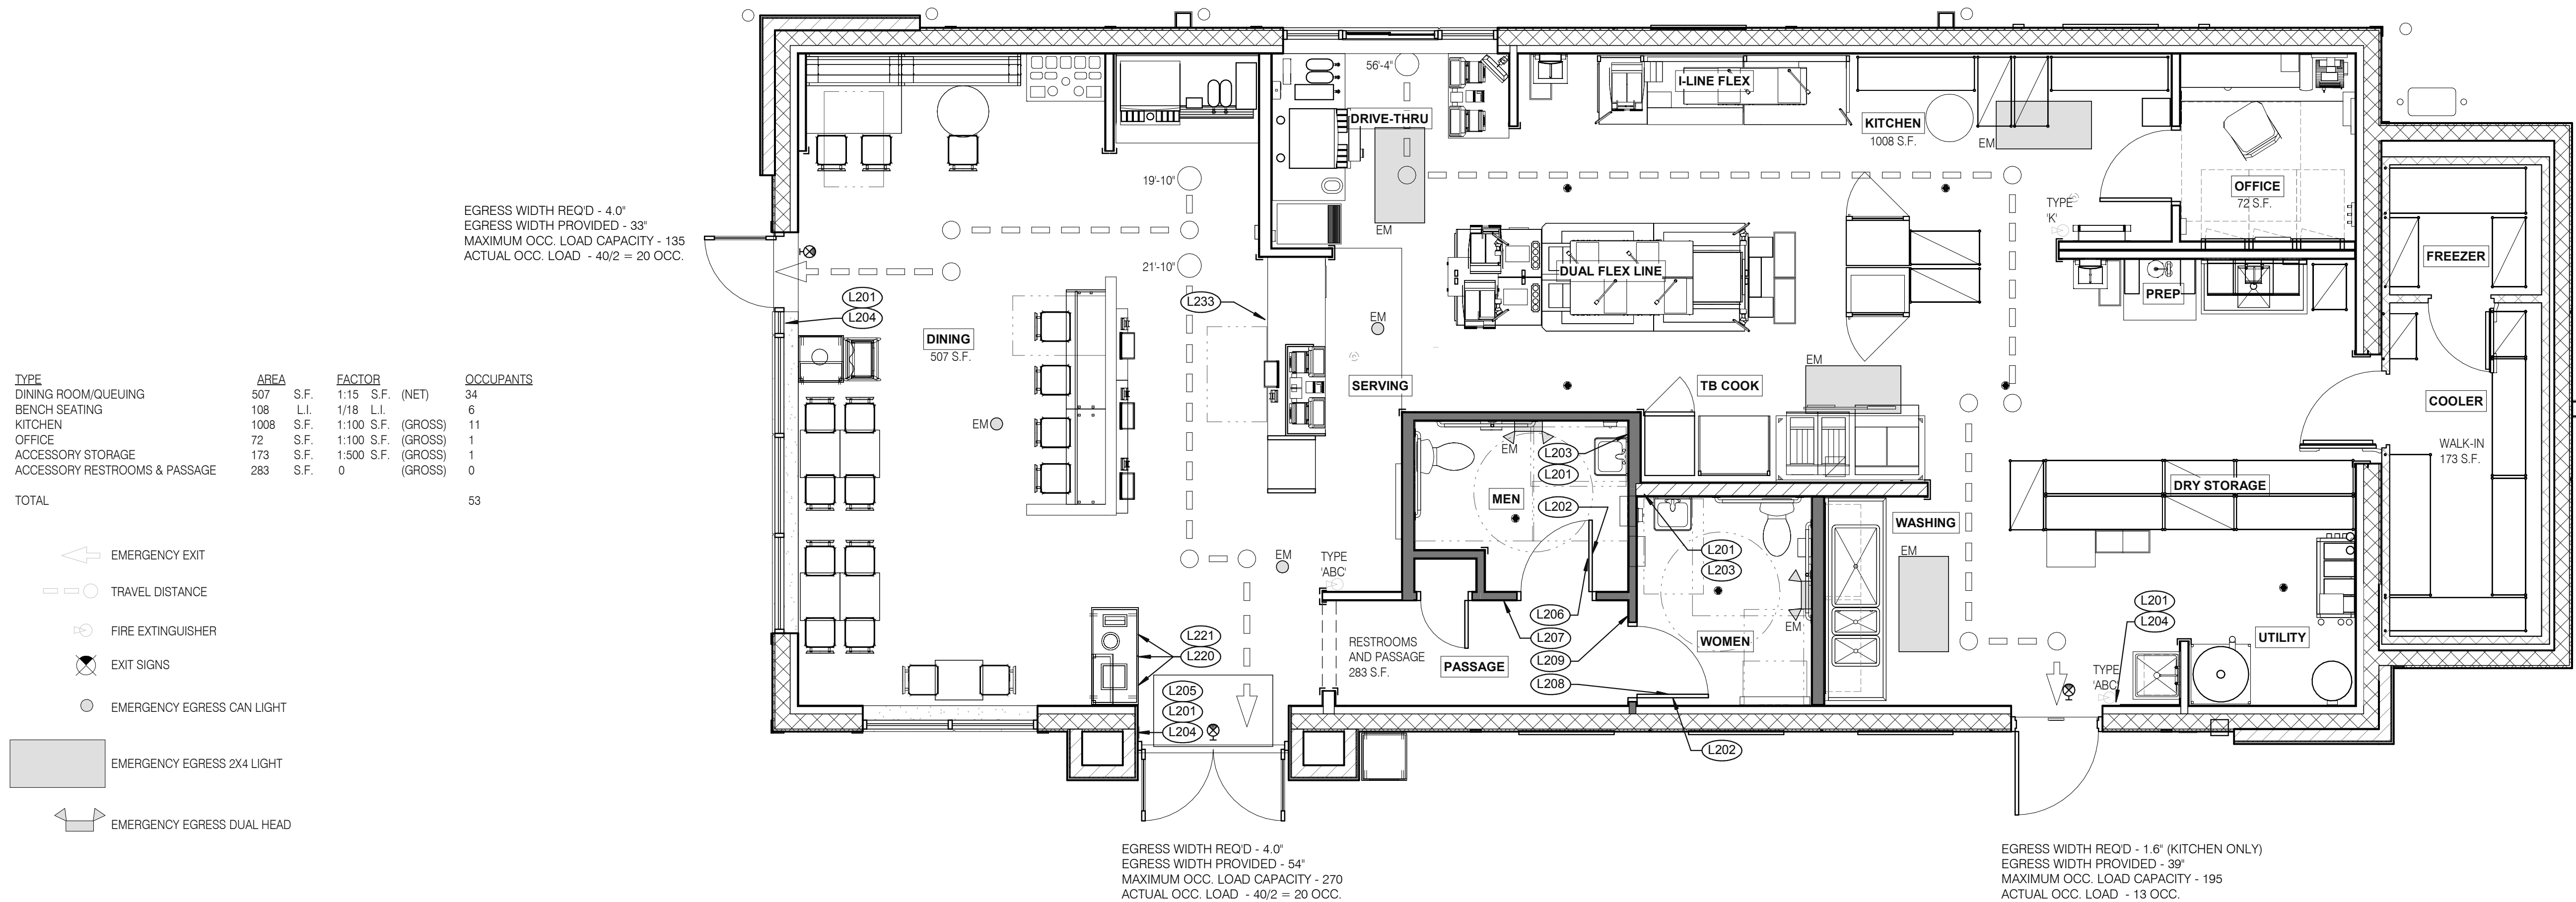 56'-4"
I-LINE FLEX
DRIVE-THRU
KITCHEN
1008 S.F.
EM
EM
19'-10"
OFFICE
72 S.F.
TYPE
'K'
EGRESS WIDTH REQ'D - 4.0"
EGRESS WIDTH PROVIDED - 33"
MAXIMUM OCC. LOAD CAPACITY - 135
ACTUAL OCC. LOAD - 40/2 = 20 OCC.
21'-10"
DUAL FLEX LINE
FREEZER
PREP
L201
L204
L233
EM
DINING
507 S.F.
SERVING
EM
TB COOK
COOLER
WALK-IN
173 S.F.
TYPE AREA FACTOR OCCUPANTS
DINING ROOM/QUEUING 507 S.F. 1:15 S.F. (NET) 34
BENCH SEATING 108 L.I. 1/18 L.I. 6
KITCHEN 1008 S.F. 1:100 S.F. (GROSS) 11
OFFICE 72 S.F. 1:100 S.F. (GROSS) 1
ACCESSORY STORAGE 173 S.F. 1:500 S.F. (GROSS) 1
ACCESSORY RESTROOMS & PASSAGE 283 S.F. 0 (GROSS) 0
TOTAL 53
EM
EM
L203
L201
MEN
L202
DRY STORAGE
WASHING
EM
L201
L203
EM
TYPE
'ABC'
EMERGENCY EXIT
TRAVEL DISTANCE
FIRE EXTINGUISHER
EXIT SIGNS
EMERGENCY EGRESS CAN LIGHT
EMERGENCY EGRESS 2X4 LIGHT
EMERGENCY EGRESS DUAL HEAD
L206
L207
L209
L208
EM
WOMEN
L201
L204
UTILITY
L221
L220
RESTROOMS
AND PASSAGE
283 S.F.
PASSAGE
TYPE
'ABC'
L205
L201
L204
L202
EGRESS WIDTH REQ'D - 4.0"
EGRESS WIDTH PROVIDED - 54"
MAXIMUM OCC. LOAD CAPACITY - 270
ACTUAL OCC. LOAD - 40/2 = 20 OCC.
EGRESS WIDTH REQ'D - 1.6" (KITCHEN ONLY)
EGRESS WIDTH PROVIDED - 39"
MAXIMUM OCC. LOAD CAPACITY - 195
ACTUAL OCC. LOAD - 13 OCC.